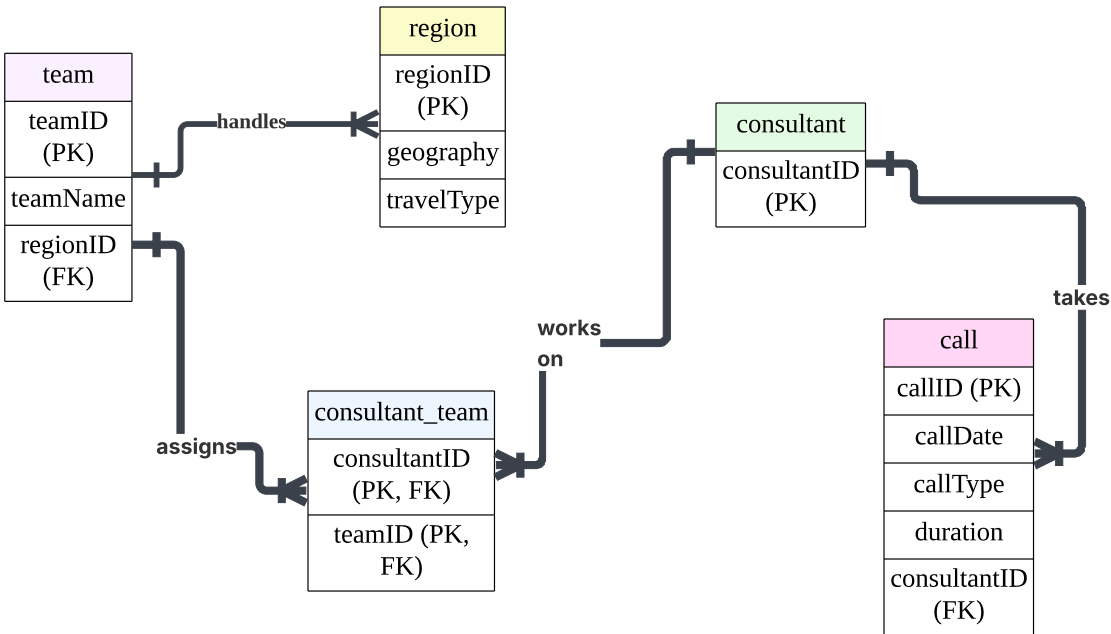 team
teamID
(PK)
teamName
regionID
(FK)
handles
region
regionID
(PK)
geography
travelType
assigns
consultant_team
consultantID
(PK, FK)
teamID (PK,
FK)
works
on
consultant
consultantID
(PK)
takes
call
callID (PK)
callDate
callType
duration
consultantID
(FK)